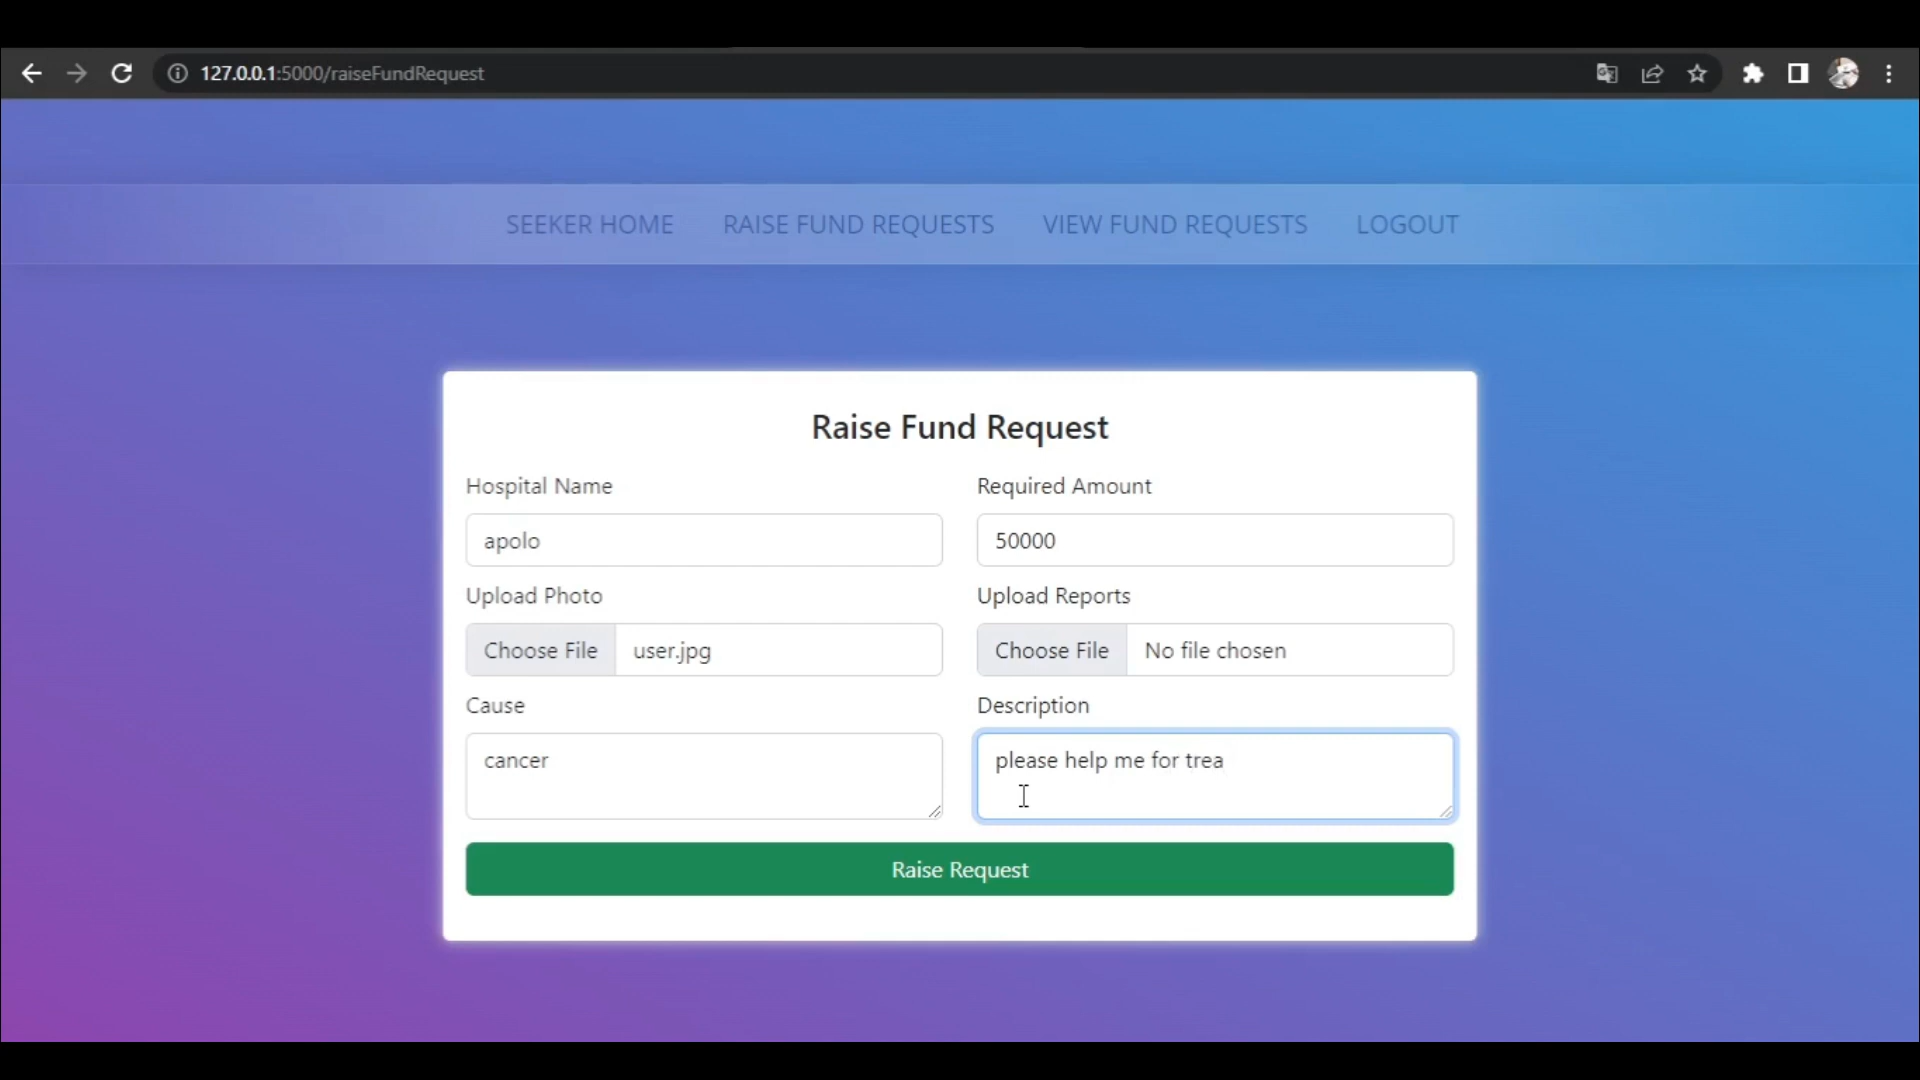 127.0.0.1:5000/raiseFundRequest
SEEKER HOME RAISE FUND REQUESTS VIEW FUND REQUESTS LOGOUT
Raise Fund Request
Hospital Name Required Amount
apolo 50000
Upload Photo Upload Reports
Choose File user.jpg Choose File No file chosen
Cause Description
cancer please help me for trea
Raise Request